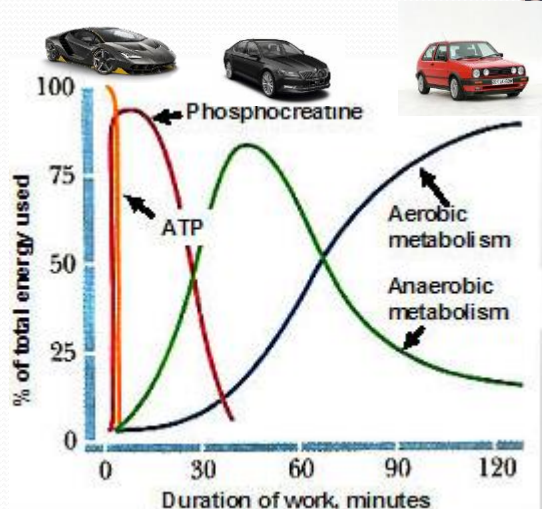 100
Phosphocreatine
75
ATP
Aerobic
metabolism
50
Anaerobic
metabolism
25
0
% of total energy used
0 30 60 90 120
Duration of work, minutes